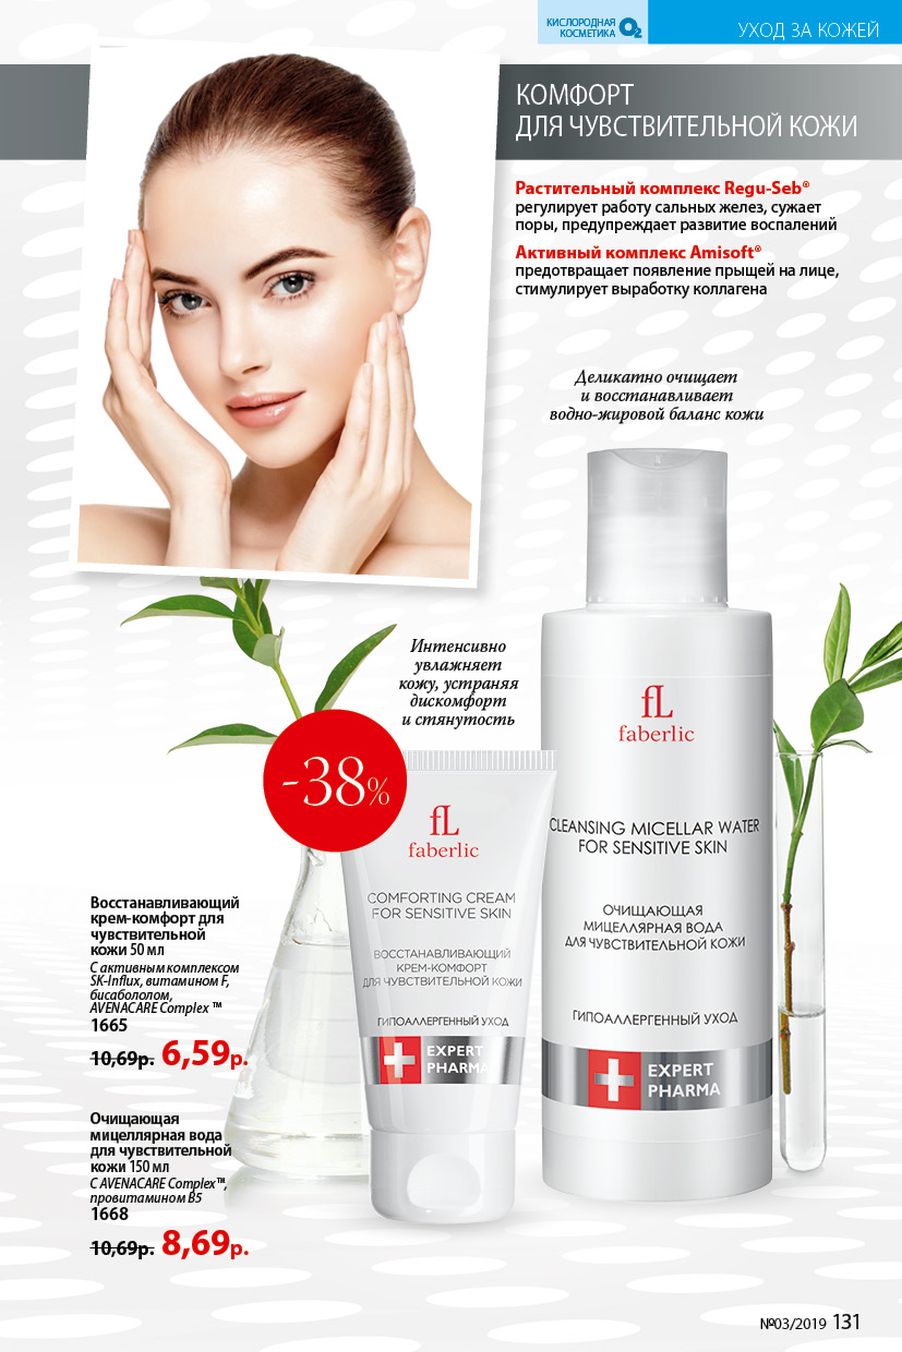 КИСЛОРОДНАЯ
КОСМЕТИКА O2
УХОД ЗА КОЖЕЙ
КОМФОРТ
ДЛЯ ЧУВСТВИТЕЛЬНОЙ КОЖИ
Растительный комплекс Regu-Seb®
регулирует работу сальных желез, сужает
поры, предупреждает развитие воспалений
Активный комплекс Amisoft®
предотвращает появление прыщей на лице,
стимулирует выработку коллагена
Деликатно очищает
и восстанавливает
водно-жировой баланс кожи
Интенсивно
увлажняет
кожу, устраняя
дискомфорт
и стянутость
-38%
fL
faberlic
COMFORTING CREAM
FOR SENSITIVE SKIN
ВОССТАНАВЛИВАЮЩИЙ
КРЕМ-КОМФОРТ
ДЛЯ ЧУВСТВИТЕЛЬНОЙ КОЖИ
ГИПОАЛЛЕРГЕННЫЙ УХОД
EXPERT
PHARMA
fL
faberlic
CLEANSING MICELLAR WATER
FOR SENSITIVE SKIN
ОЧИЩАЮЩАЯ
МИЦЕЛЛЯРНАЯ ВОДА
ДЛЯ ЧУВСТВИТЕЛЬНОЙ КОЖИ
ГИПОАЛЛЕРГЕННЫЙ УХОД
EXPERT
PHARMA
Восстанавливающий
крем-комфорт для
чувствительной
кожи 50 мл
С активным комплексом
SK-Influx, витамином F,
бисабололом,
AVENACARE Complex ™
1665
10,69р. 6,59р.
Очищающая
мицеллярная вода
для чувствительной
кожи 150 мл
С AVENACARE Complex™,
провитамином B5
1668
10,69р. 8,69р.
№03/2019 131